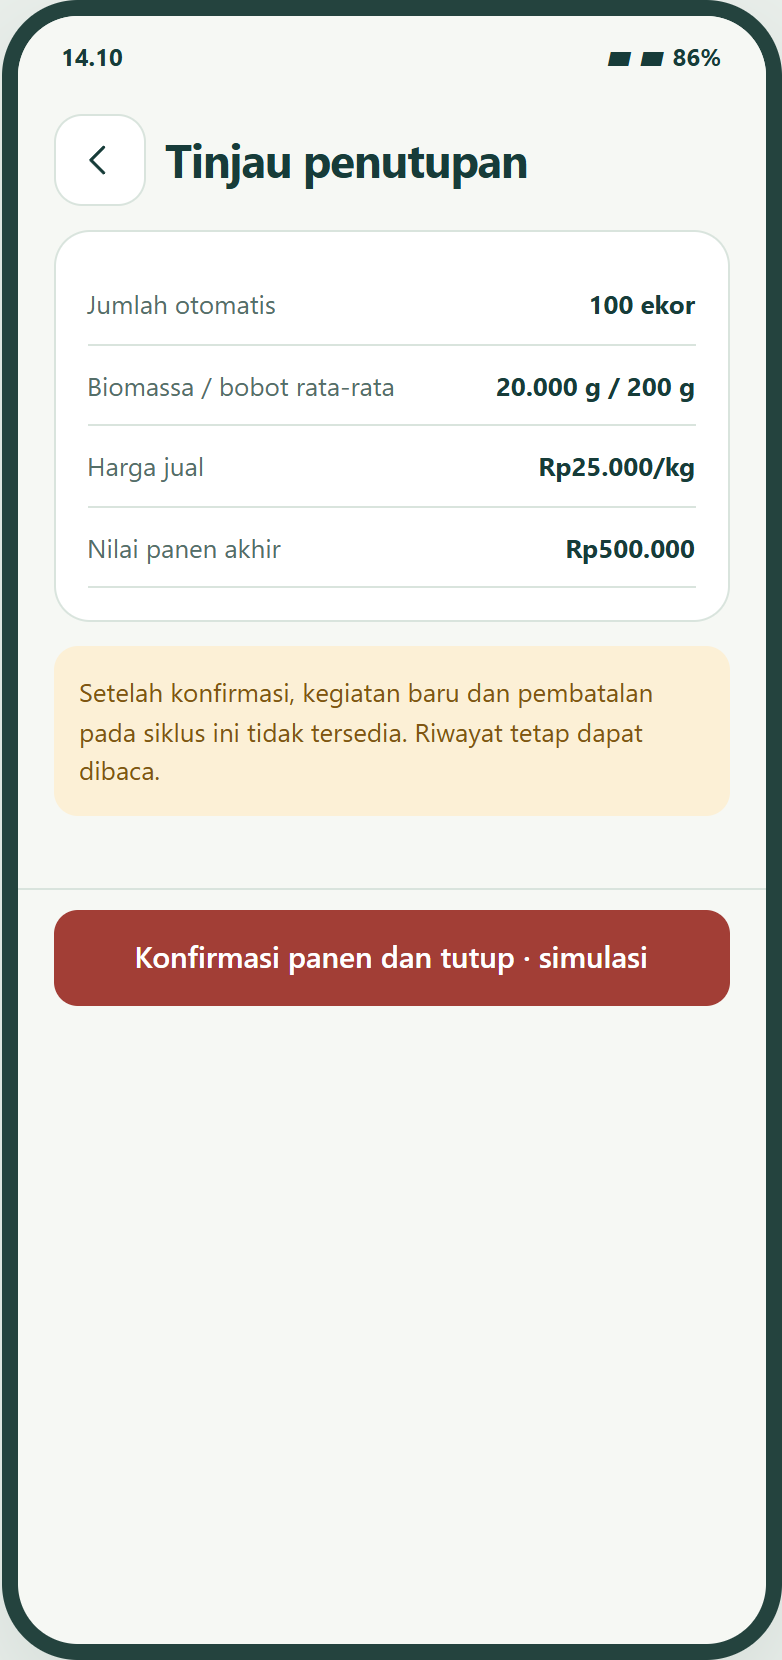 14.10 86%
Tinjau penutupan
Jumlah otomatis 100 ekor
Biomassa / bobot rata-rata 20.000 g / 200 g
Harga jual Rp25.000/kg
Nilai panen akhir Rp500.000
Setelah konfirmasi, kegiatan baru dan pembatalan
pada siklus ini tidak tersedia. Riwayat tetap dapat
dibaca.
Konfirmasi panen dan tutup · simulasi